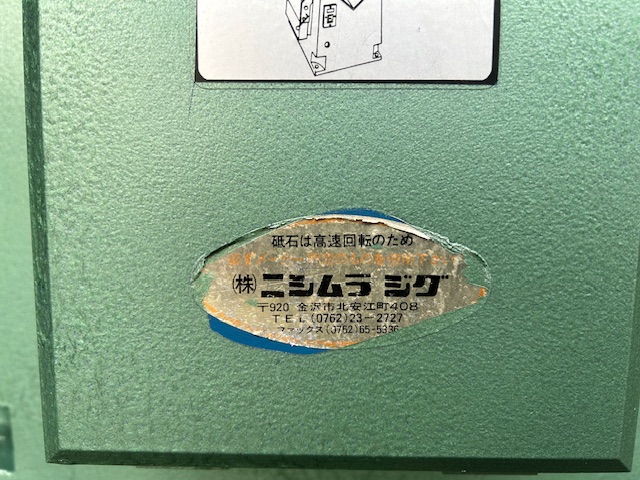 砥石は高速回転のため
㈱ニシムラ ジグ
〒920 金沢市北安江町408
TEL(0762)23-2727
ファックス(0762)65-5336